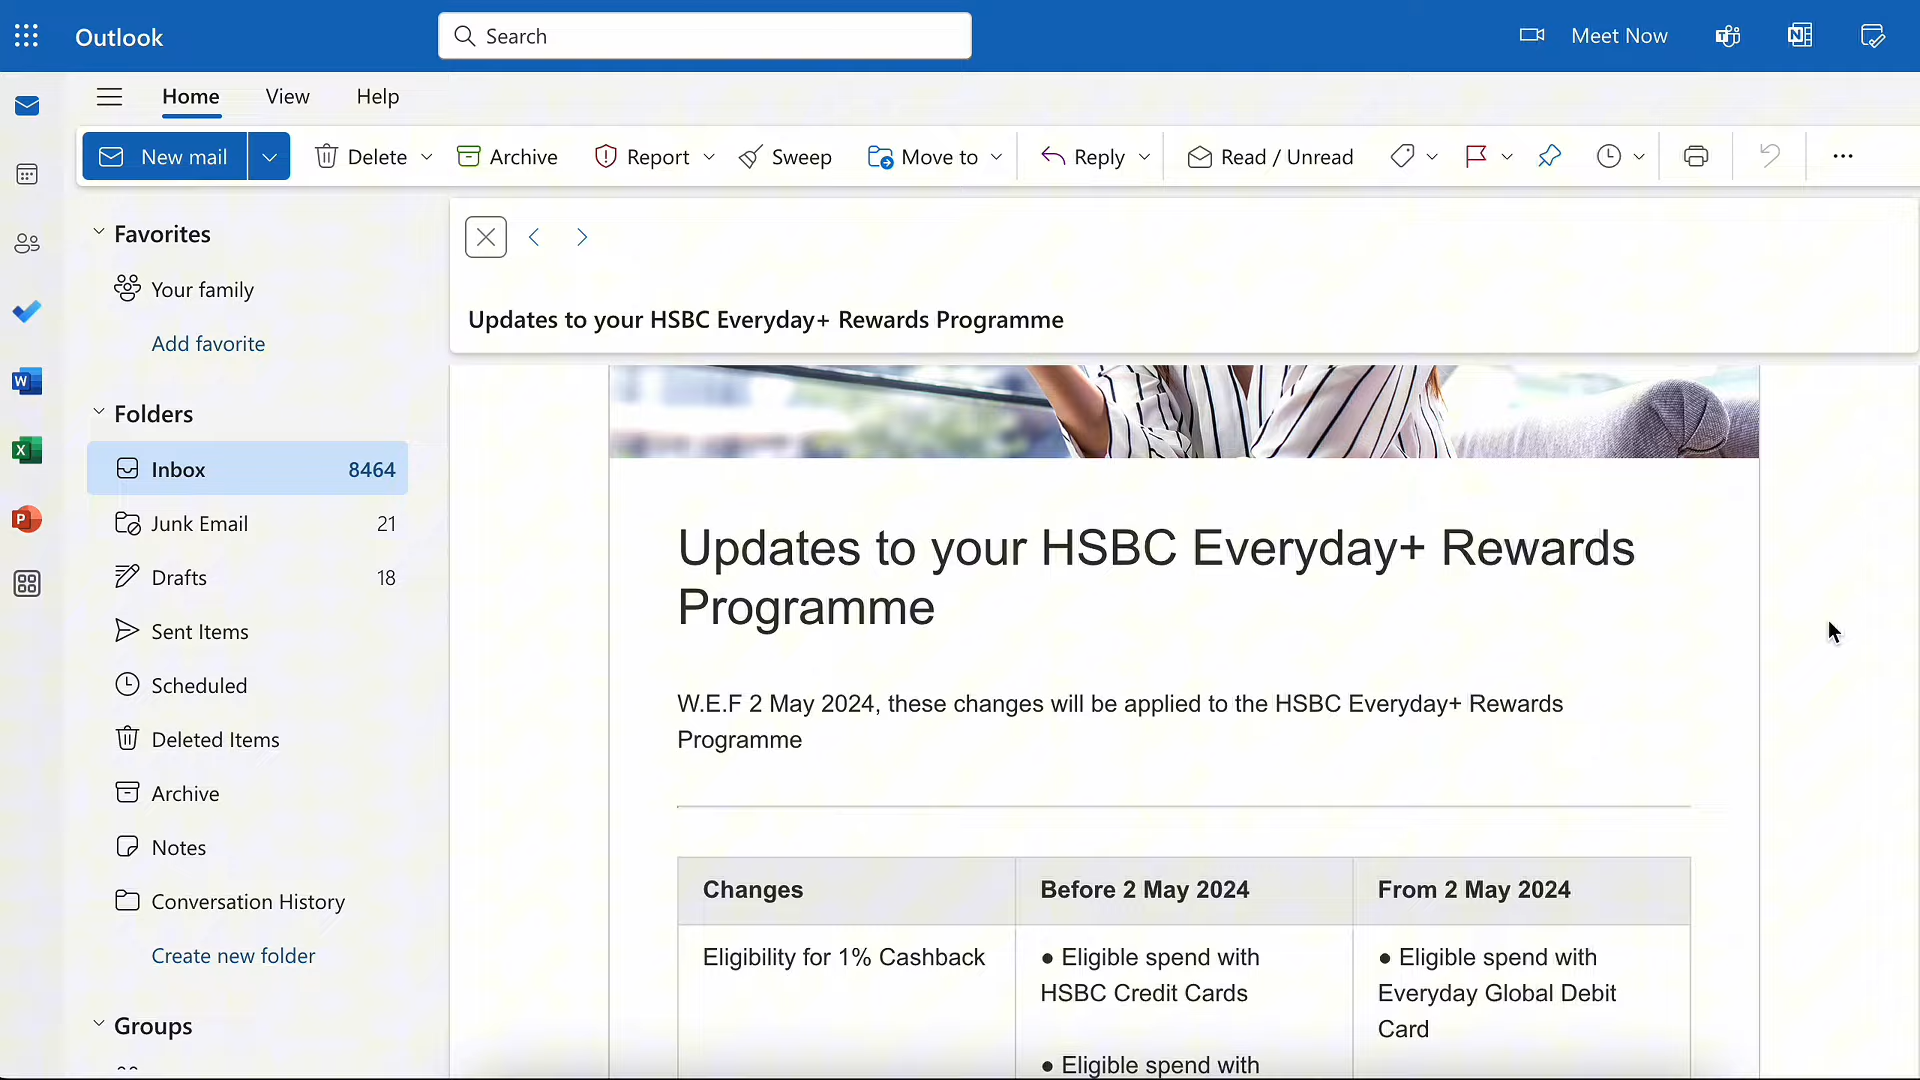 Outlook
Search
Meet Now
Home View Help
New mail Delete Archive Report Sweep Move to Reply Read / Unread
Favorites
Your family
Add favorite
Folders
Inbox 8464
Junk Email 21
Drafts 18
Sent Items
Scheduled
Deleted Items
Archive
Notes
Conversation History
Create new folder
Groups
Updates to your HSBC Everyday+ Rewards Programme
Updates to your HSBC Everyday+ Rewards
Programme
W.E.F 2 May 2024, these changes will be applied to the HSBC Everyday+ Rewards
Programme
Changes Before 2 May 2024 From 2 May 2024
Eligibility for 1% Cashback
● Eligible spend with
HSBC Credit Cards
● Eligible spend with
● Eligible spend with
Everyday Global Debit
Card